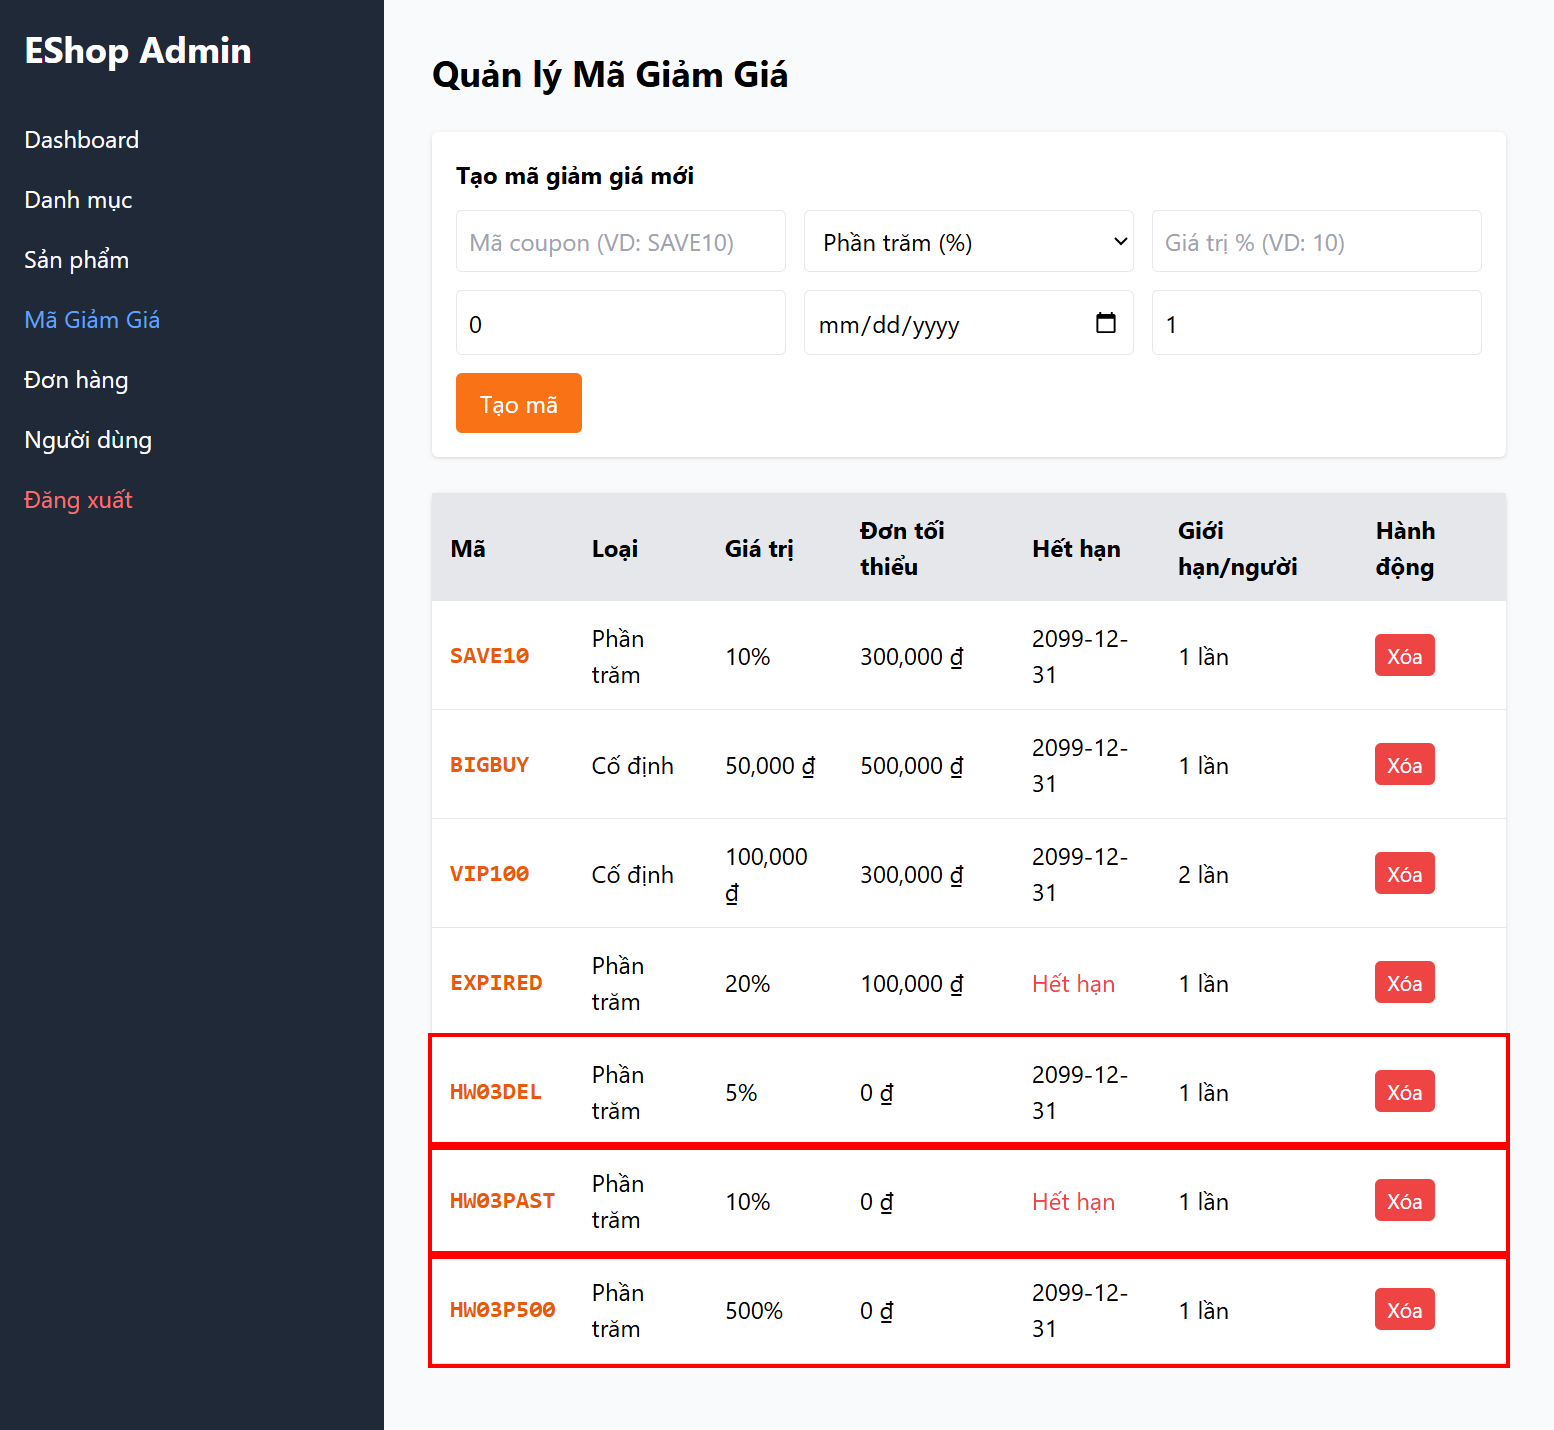 EShop Admin
Dashboard
Danh mục
Sản phẩm
Mã Giảm Giá
Đơn hàng
Người dùng
Đăng xuất
Quản lý Mã Giảm Giá
Tạo mã giảm giá mới
Mã coupon (VD: SAVE10) Phần trăm (%) Giá trị % (VD: 10)
0 mm/dd/yyyy 1
Tạo mã
Mã Loại Giá trị Đơn tối thiểu Hết hạn Giới hạn/người Hành động
SAVE10 Phần trăm 10% 300,000 ₫ 2099-12-31 1 lần Xóa
BIGBUY Cố định 50,000 ₫ 500,000 ₫ 2099-12-31 1 lần Xóa
VIP100 Cố định 100,000 ₫ 300,000 ₫ 2099-12-31 2 lần Xóa
EXPIRED Phần trăm 20% 100,000 ₫ Hết hạn 1 lần Xóa
HW03DEL Phần trăm 5% 0 ₫ 2099-12-31 1 lần Xóa
HW03PAST Phần trăm 10% 0 ₫ Hết hạn 1 lần Xóa
HW03P500 Phần trăm 500% 0 ₫ 2099-12-31 1 lần Xóa